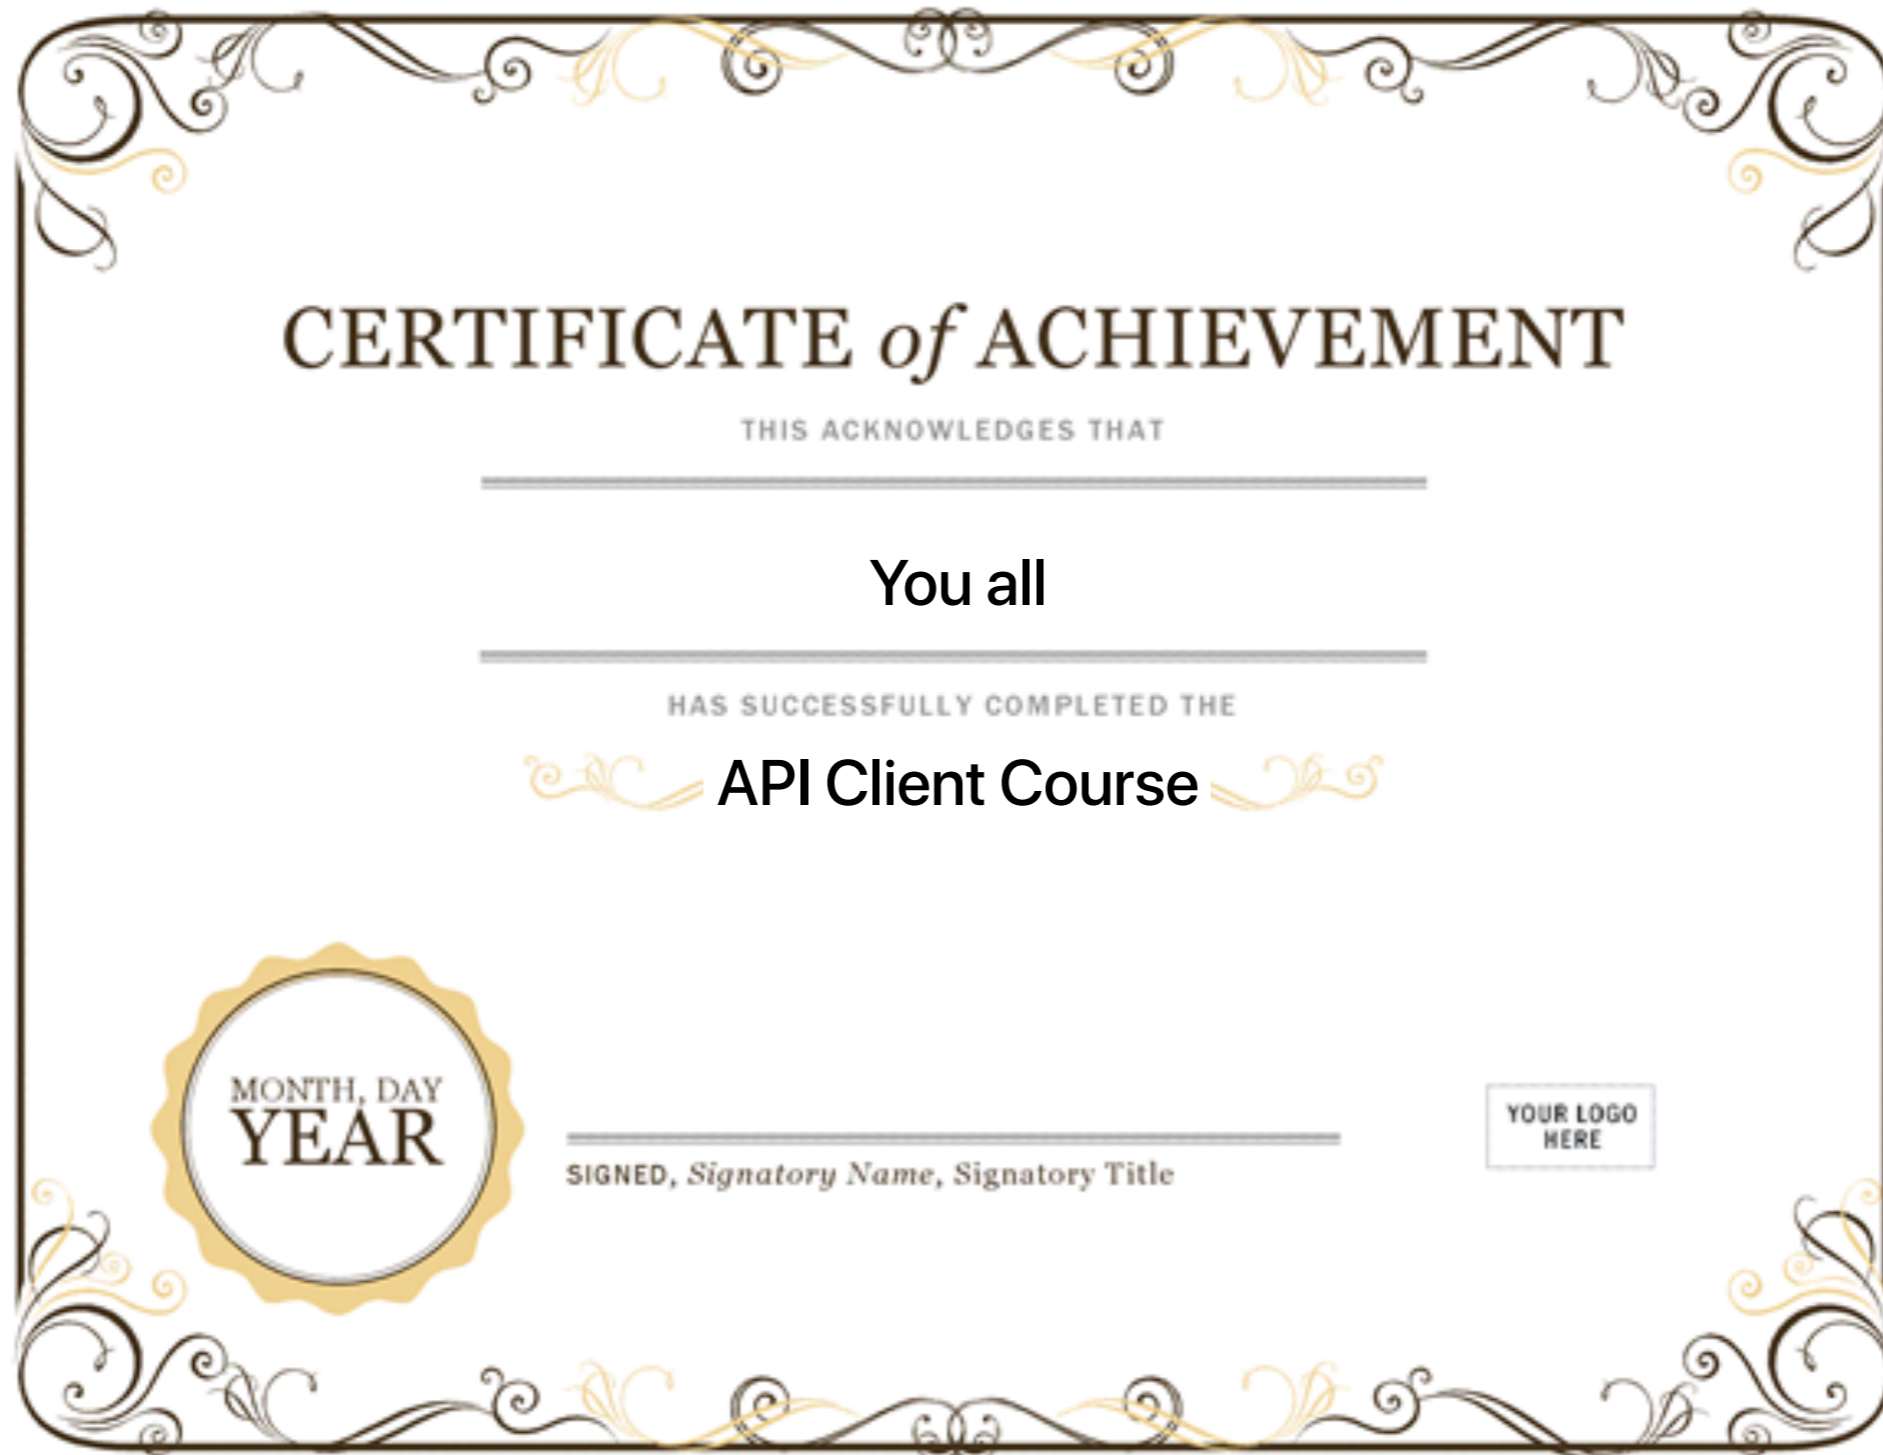 CERTIFICATE of ACHIEVEMENT
THIS ACKNOWLEDGES THAT
You all
HAS SUCCESSFULLY COMPLETED THE
API Client Course
MONTH, DAY
YEAR
SIGNED, Signatory Name, Signatory Title
YOUR LOGO
HERE